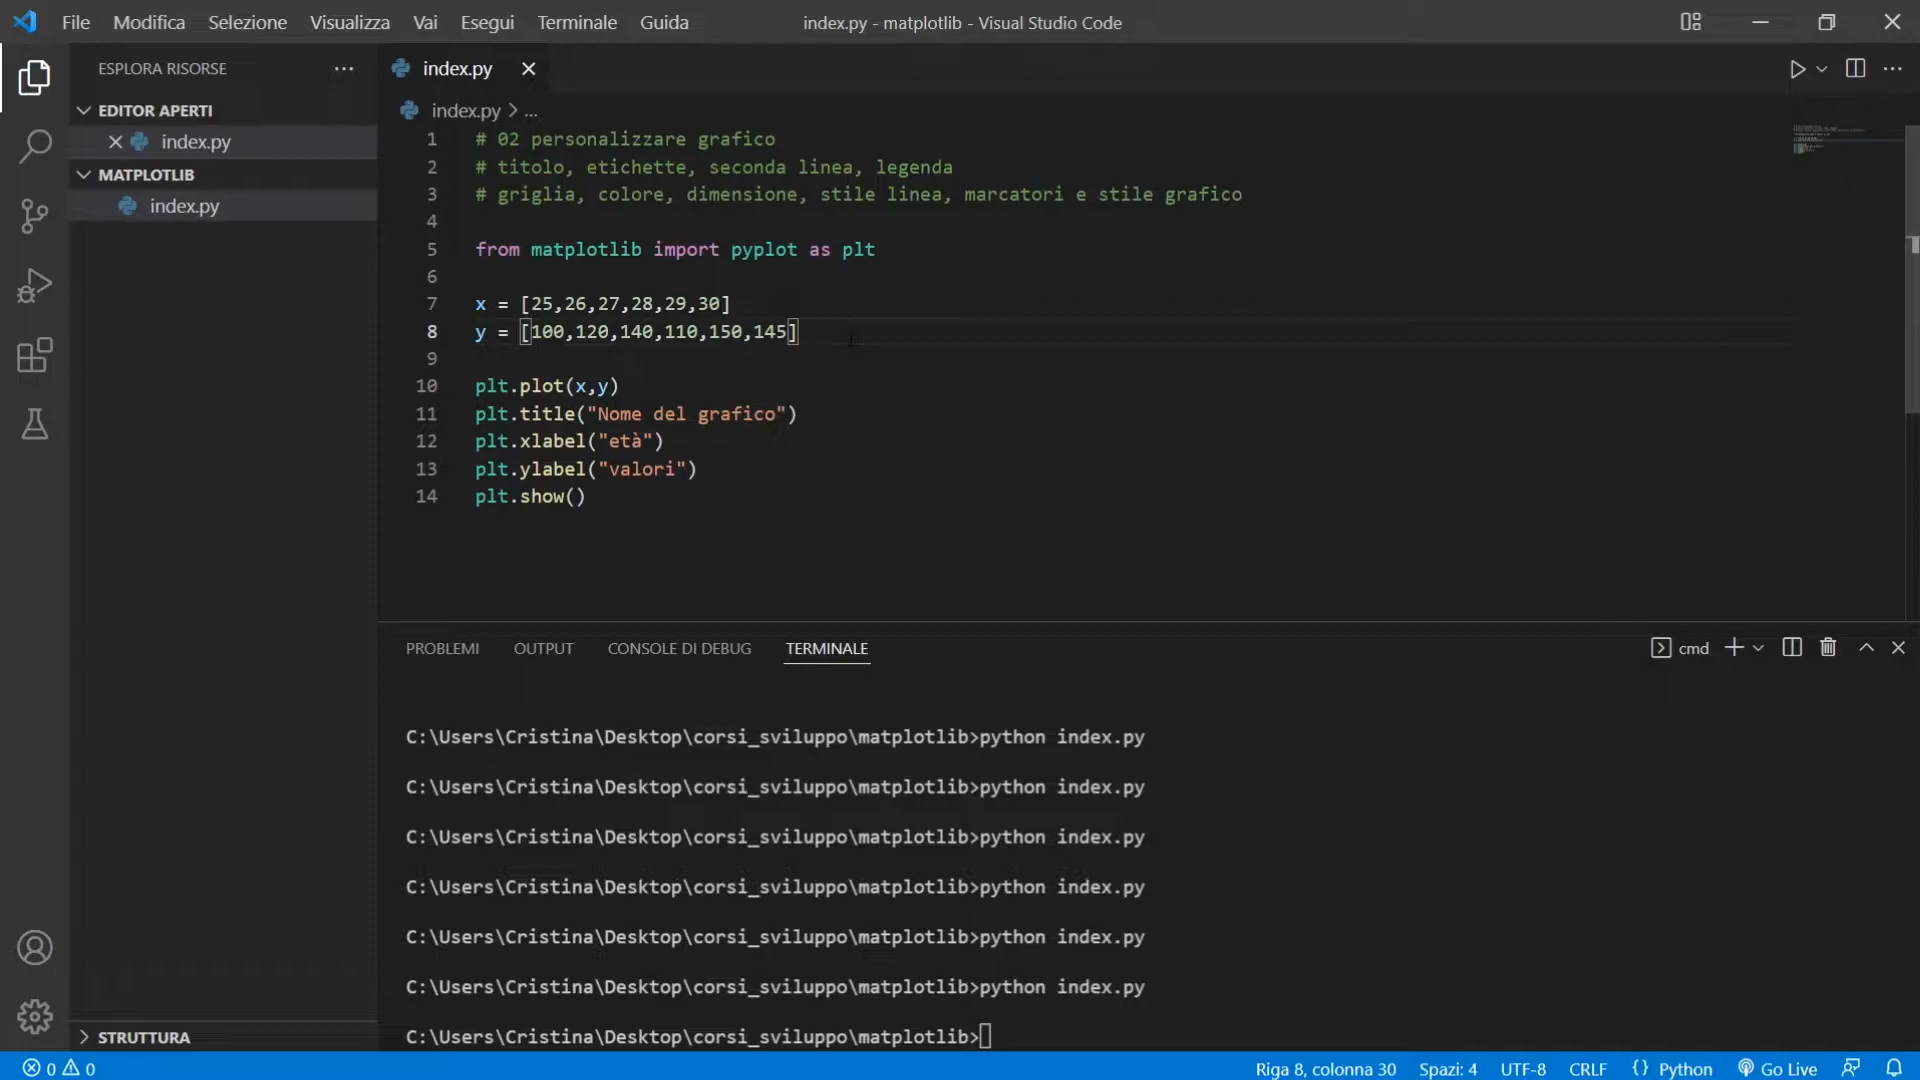 File Modifica Selezione Visualizza Vai Esegui Terminale Guida index.py - matplotlib - Visual Studio Code
ESPLORA RISORSE ...
index.py
EDITOR APERTI
index.py
MATPLOTLIB
index.py
index.py > ...
1 # 02 personalizzare grafico
2 # titolo, etichette, seconda linea, legenda
3 # griglia, colore, dimensione, stile linea, marcatori e stile grafico
4
5 from matplotlib import pyplot as plt
6
7 x = [25,26,27,28,29,30]
8 y = [100,120,140,110,150,145]
9
10 plt.plot(x,y)
11 plt.title("Nome del grafico")
12 plt.xlabel("età")
13 plt.ylabel("valori")
14 plt.show()
PROBLEMI OUTPUT CONSOLE DI DEBUG TERMINALE cmd
C:\Users\Cristina\Desktop\corsi_sviluppo\matplotlib>python index.py
C:\Users\Cristina\Desktop\corsi_sviluppo\matplotlib>python index.py
C:\Users\Cristina\Desktop\corsi_sviluppo\matplotlib>python index.py
C:\Users\Cristina\Desktop\corsi_sviluppo\matplotlib>python index.py
C:\Users\Cristina\Desktop\corsi_sviluppo\matplotlib>python index.py
C:\Users\Cristina\Desktop\corsi_sviluppo\matplotlib>python index.py
C:\Users\Cristina\Desktop\corsi_sviluppo\matplotlib>
STRUTTURA
0 0 Riga 8, colonna 30 Spazi: 4 UTF-8 CRLF {} Python Go Live